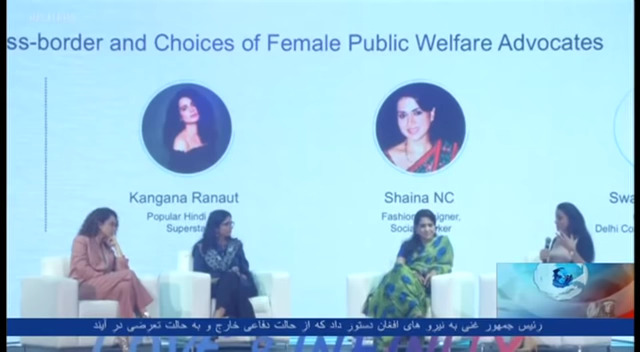 ss-border and Choices of Female Public Welfare Advocates
Kangana Ranaut
Popular Hindi
Supersta
Shaina NC
Fashion Designer,
Social Worker
Swa
Delhi Co
رئیس جمهور غنی به نیرو های افغان دستور داد که از حالت دفاعی خارج و به حالت تعرضی در آیند
LOVE & INFINITY